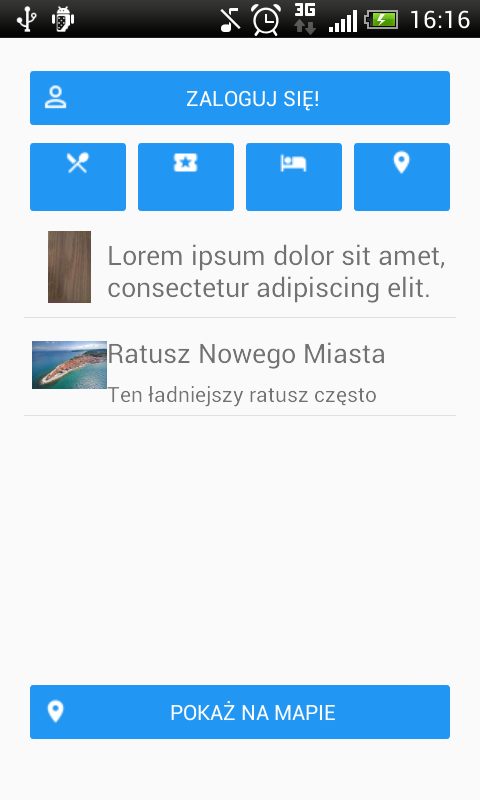 3G
16:16
ZALOGUJ SIĘ!
Lorem ipsum dolor sit amet,
consectetur adipiscing elit.
Ratusz Nowego Miasta
Ten ładniejszy ratusz często
POKAŻ NA MAPIE